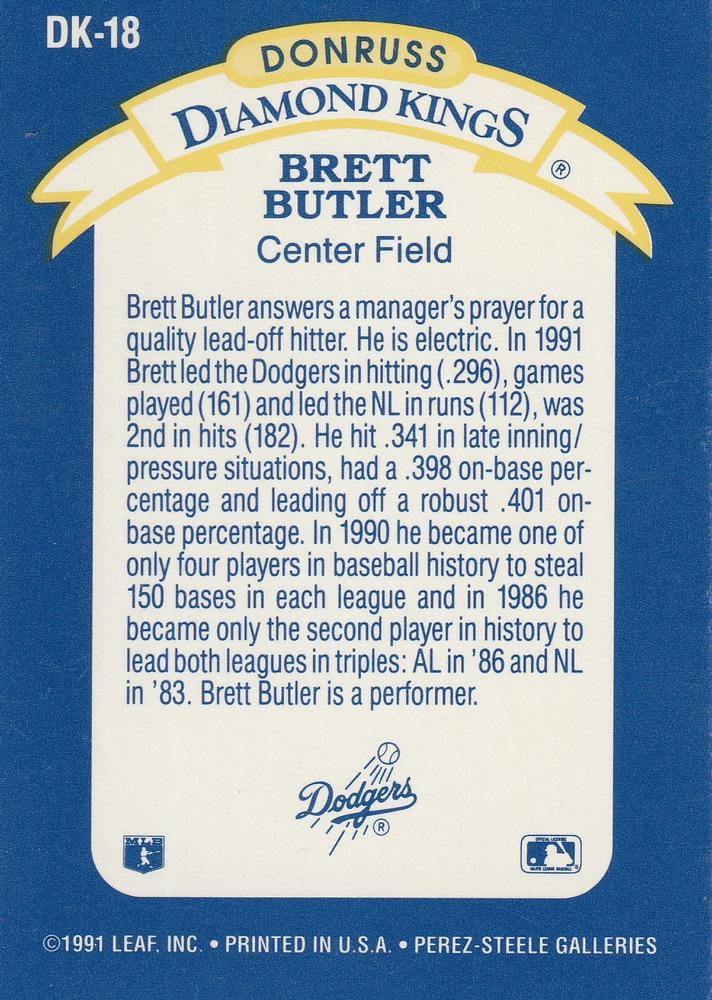 DK-18
DONRUSS
DIAMOND KINGS
®
BRETT
BUTLER
Center Field
Brett Butler answers a manager's prayer for a
quality lead-off hitter. He is electric. In 1991
Brett led the Dodgers in hitting (.296), games
played (161) and led the NL in runs (112), was
2nd in hits (182). He hit .341 in late inning/
pressure situations, had a .398 on-base per-
centage and leading off a robust .401 on-
base percentage. In 1990 he became one of
only four players in baseball history to steal
150 bases in each league and in 1986 he
became only the second player in history to
lead both leagues in triples: AL in '86 and NL
in '83. Brett Butler is a performer.
Dodgers
®
MLB
OFFICIAL LICENSEE
MAJOR LEAGUE BASEBALL
®
©1991 LEAF, INC. • PRINTED IN U.S.A. • PEREZ-STEELE GALLERIES